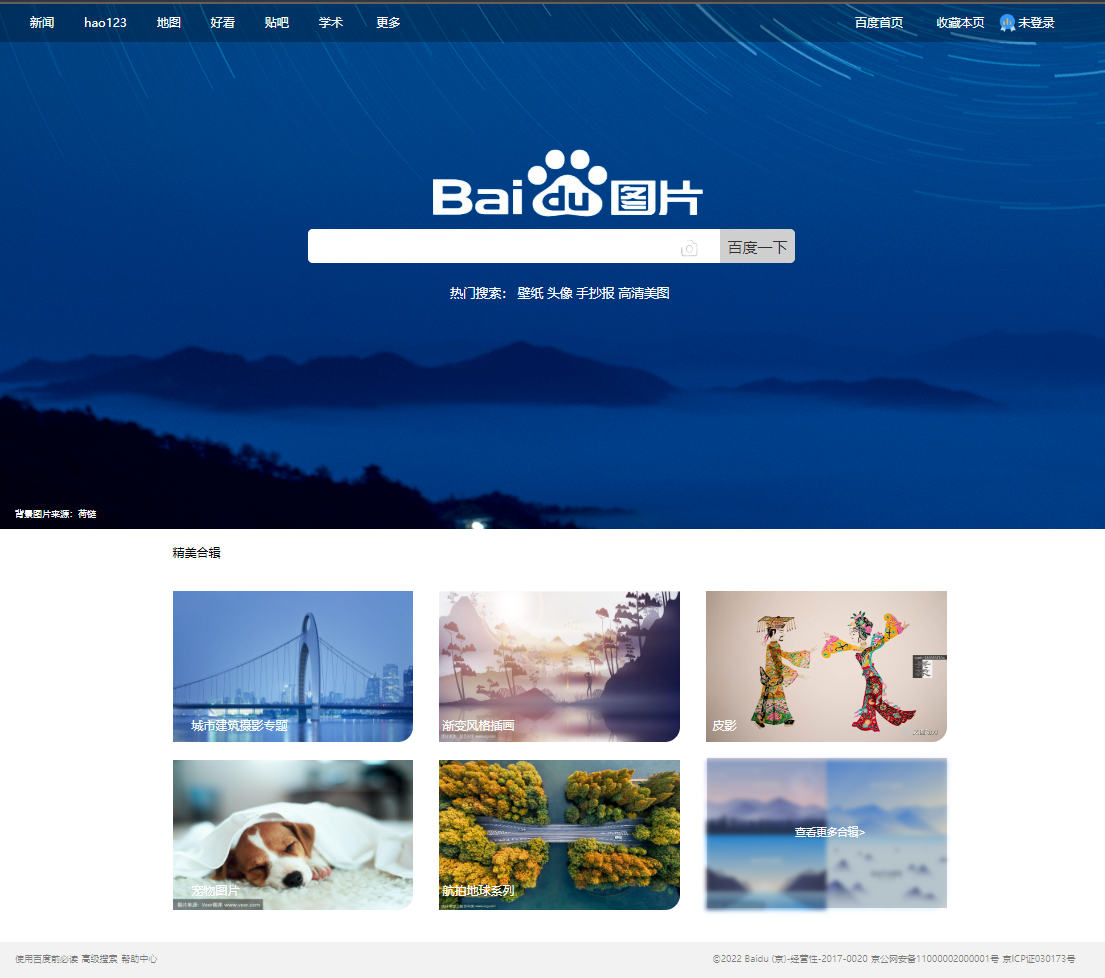 新闻 hao123 地图 好看 贴吧 学术 更多 百度首页 收藏本页 未登录
Bai du 图片
百度一下
热门搜索： 壁纸 头像 手抄报 高清美图
背景图片来源：荷链
精美合辑
城市建筑摄影专题 渐变风格插画 皮影
宠物图片 航拍地球系列 查看更多合辑>
使用百度前必读 高级搜索 帮助中心 ©2022 Baidu (京)-经营性-2017-0020 京公网安备11000002000001号 京ICP证030173号